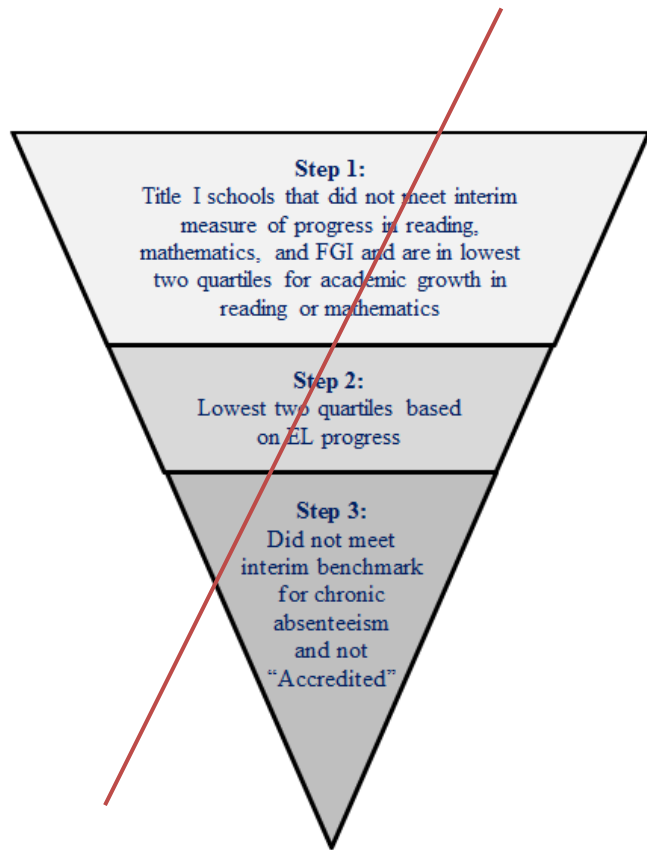 Step 1:
Title I schools that did not meet interim
measure of progress in reading,
mathematics, and FGI and are in lowest
two quartiles for academic growth in
reading or mathematics
Step 2:
Lowest two quartiles based
on EL progress
Step 3:
Did not meet
interim benchmark
for chronic
absenteeism
and not
“Accredited”